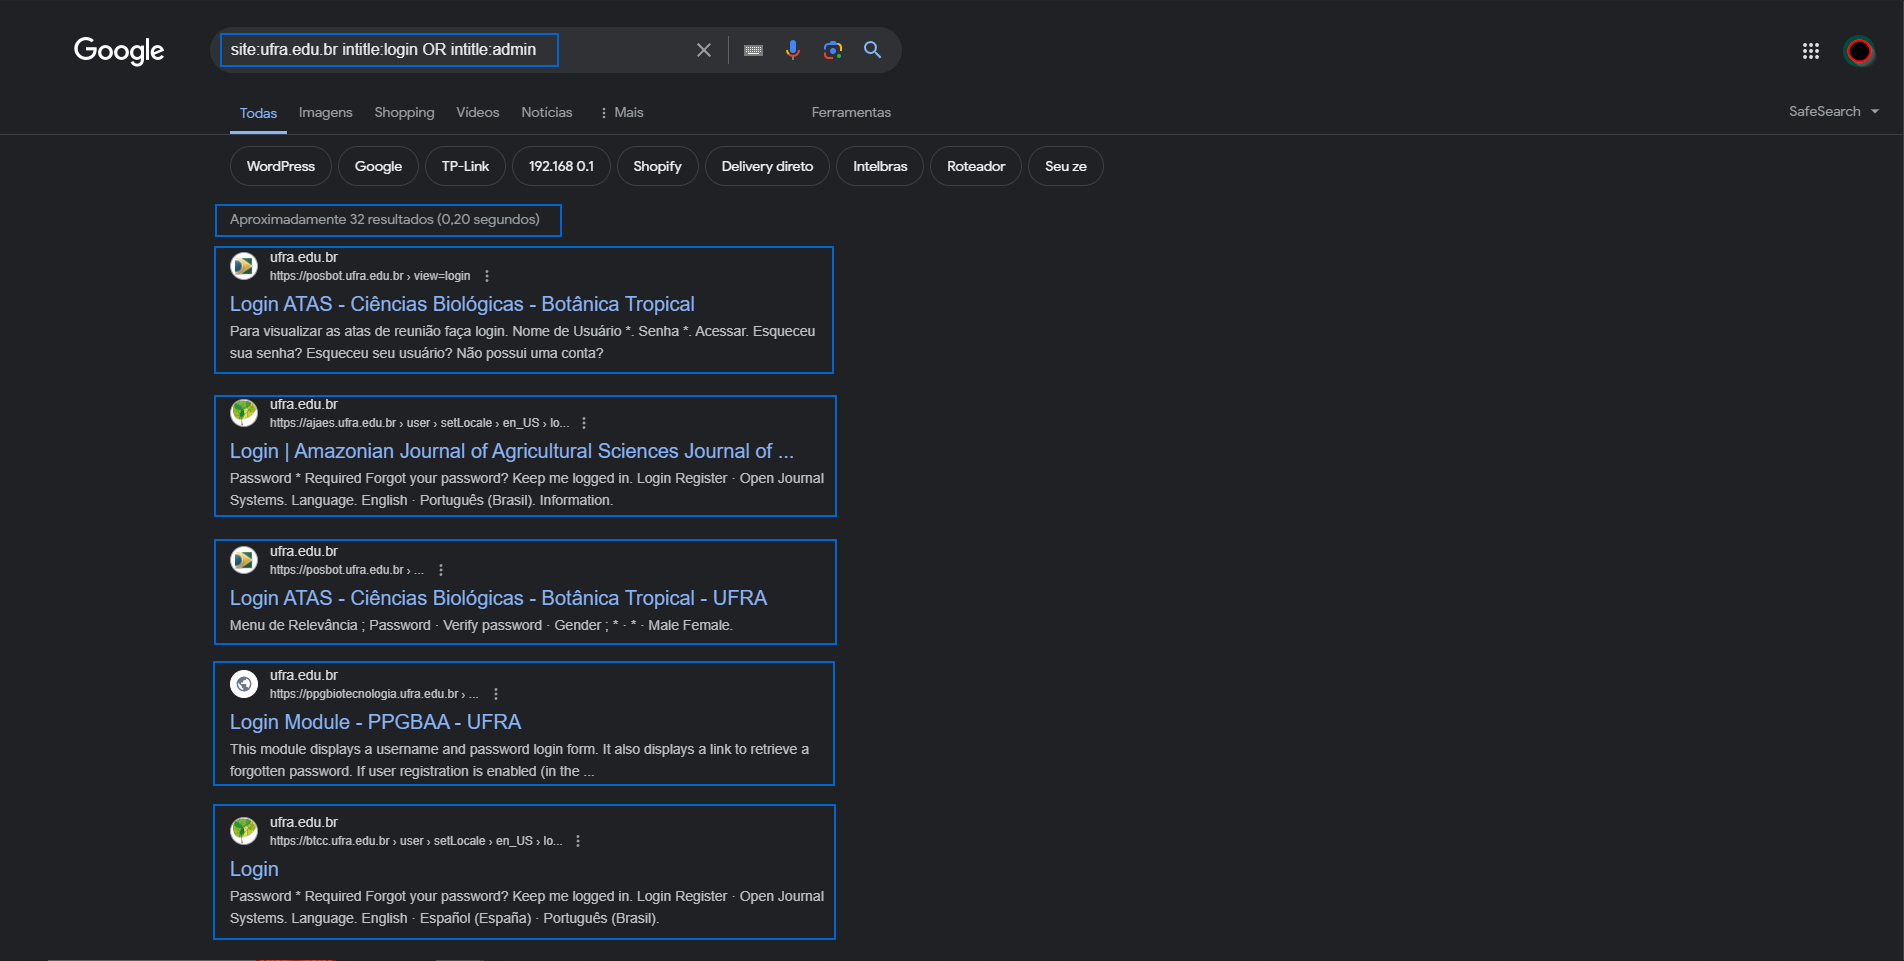 Google
site:ufra.edu.br intitle:login OR intitle:admin
Todas Imagens Shopping Vídeos Notícias Mais Ferramentas SafeSearch
WordPress Google TP-Link 192.168 0.1 Shopify Delivery direto Intelbras Roteador Seu ze
Aproximadamente 32 resultados (0,20 segundos)
ufra.edu.br
https://posbot.ufra.edu.br › view=login
Login ATAS - Ciências Biológicas - Botânica Tropical
Para visualizar as atas de reunião faça login. Nome de Usuário *. Senha *. Acessar. Esqueceu
sua senha? Esqueceu seu usuário? Não possui uma conta?
ufra.edu.br
https://ajaes.ufra.edu.br › user › setLocale › en_US › lo...
Login | Amazonian Journal of Agricultural Sciences Journal of ...
Password * Required Forgot your password? Keep me logged in. Login Register · Open Journal
Systems. Language. English · Português (Brasil). Information.
ufra.edu.br
https://posbot.ufra.edu.br › ...
Login ATAS - Ciências Biológicas - Botânica Tropical - UFRA
Menu de Relevância ; Password · Verify password · Gender ; * · * · Male Female.
ufra.edu.br
https://ppgbiotecnologia.ufra.edu.br › ...
Login Module - PPGBAA - UFRA
This module displays a username and password login form. It also displays a link to retrieve a
forgotten password. If user registration is enabled (in the ...
ufra.edu.br
https://btcc.ufra.edu.br › user › setLocale › en_US › lo...
Login
Password * Required Forgot your password? Keep me logged in. Login Register · Open Journal
Systems. Language. English · Español (España) · Português (Brasil).